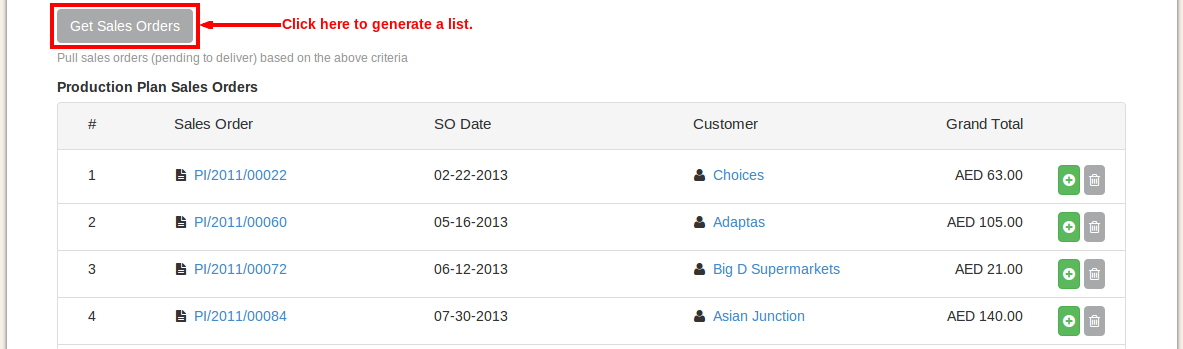 Get Sales Orders Click here to generate a list.
Pull sales orders (pending to deliver) based on the above criteria
Production Plan Sales Orders
# Sales Order SO Date Customer Grand Total
1 PI/2011/00022 02-22-2013 Choices AED 63.00
2 PI/2011/00060 05-16-2013 Adaptas AED 105.00
3 PI/2011/00072 06-12-2013 Big D Supermarkets AED 21.00
4 PI/2011/00084 07-30-2013 Asian Junction AED 140.00